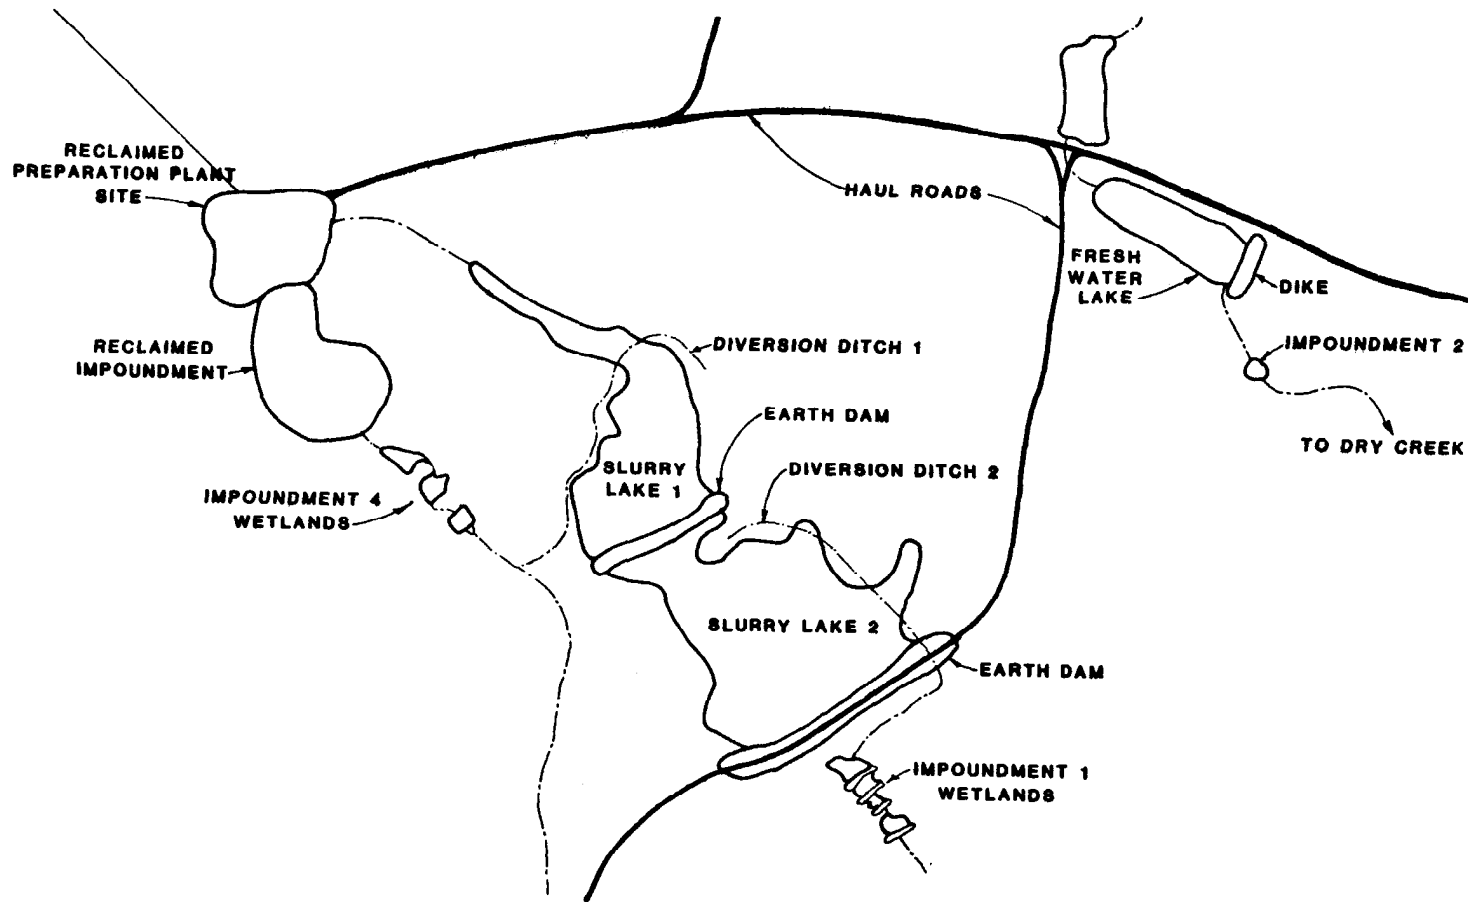 RECLAIMED
PREPARATION PLANT
SITE
HAUL ROADS
FRESH
WATER
LAKE
DIKE
RECLAIMED
IMPOUNDMENT
DIVERSION DITCH 1
IMPOUNDMENT 2
EARTH DAM
TO DRY CREEK
SLURRY
LAKE 1
DIVERSION DITCH 2
IMPOUNDMENT 4
WETLANDS
SLURRY LAKE 2
EARTH DAM
IMPOUNDMENT 1
WETLANDS